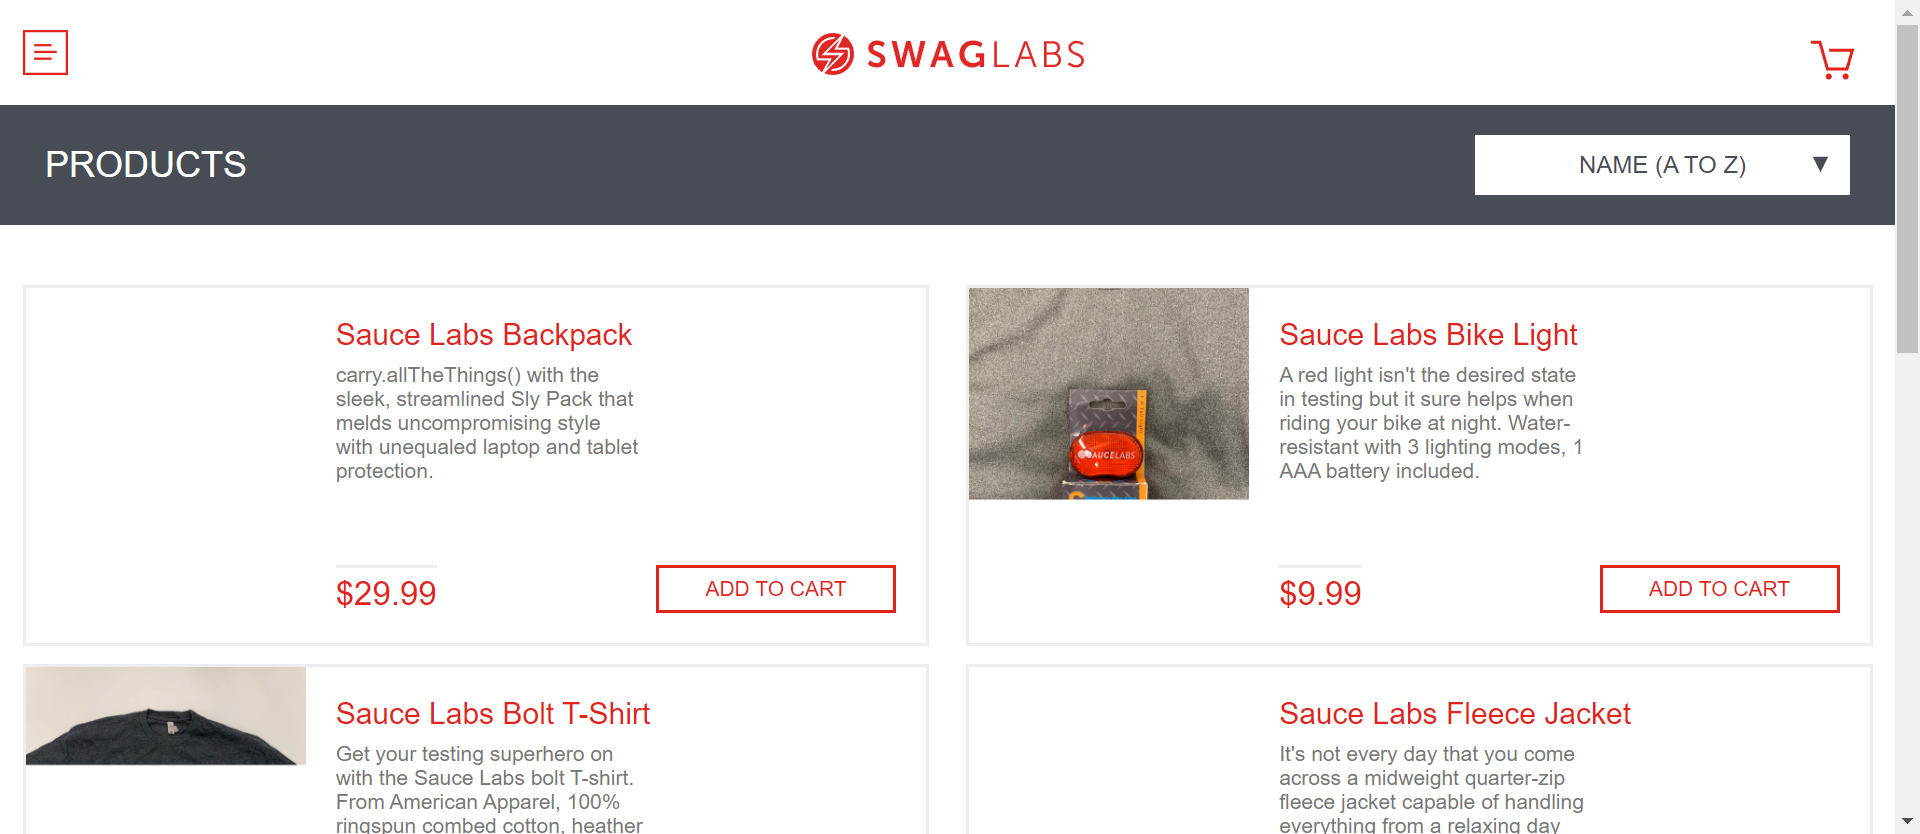 SWAGLABS
PRODUCTS
NAME (A TO Z)
Sauce Labs Backpack
carry.allTheThings() with the
sleek, streamlined Sly Pack that
melds uncompromising style
with unequaled laptop and tablet
protection.
$29.99
ADD TO CART
SAUCELABS
Sauce Labs Bike Light
A red light isn't the desired state
in testing but it sure helps when
riding your bike at night. Water-
resistant with 3 lighting modes, 1
AAA battery included.
$9.99
ADD TO CART
Sauce Labs Bolt T-Shirt
Get your testing superhero on
with the Sauce Labs bolt T-shirt.
From American Apparel, 100%
ringspun combed cotton, heather
Sauce Labs Fleece Jacket
It's not every day that you come
across a midweight quarter-zip
fleece jacket capable of handling
everything from a relaxing day